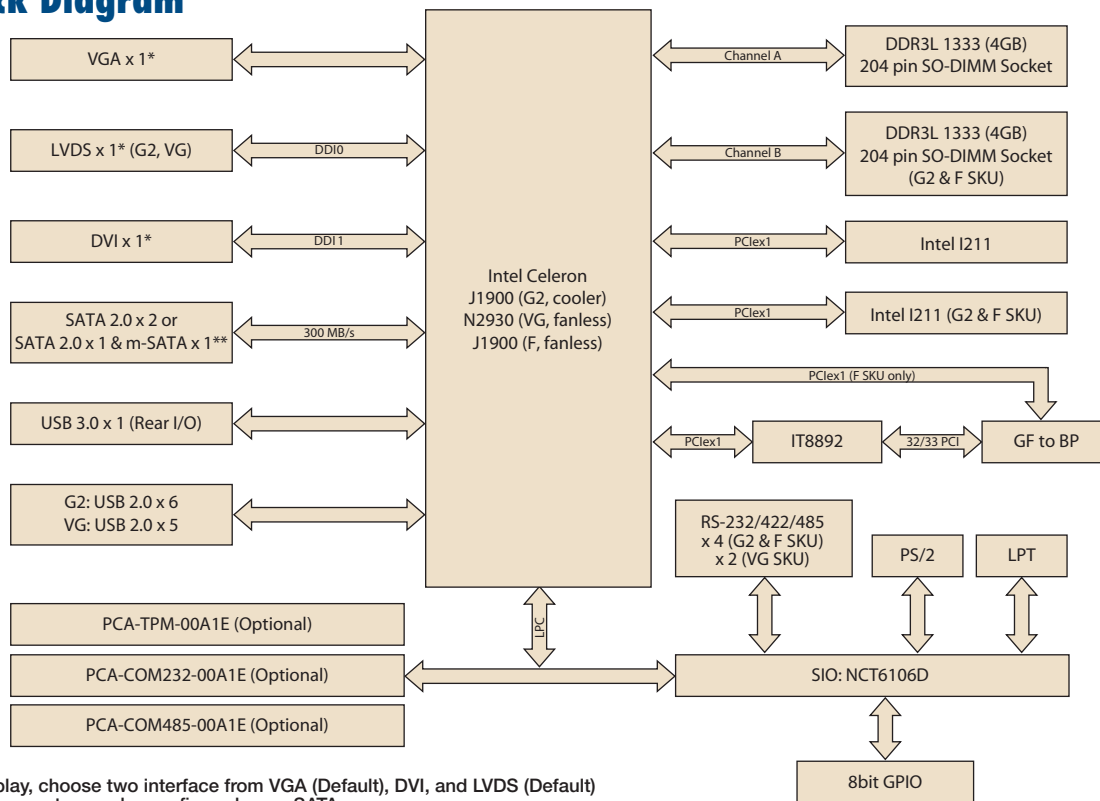 Diagram
VGA x 1*
LVDS x 1* (G2, VG)
DDI0
DVI x 1*
DDI 1
SATA 2.0 x 2 or
SATA 2.0 x 1 & m-SATA x 1**
300 MB/s
USB 3.0 x 1 (Rear I/O)
G2: USB 2.0 x 6
VG: USB 2.0 x 5
Intel Celeron
J1900 (G2, cooler)
N2930 (VG, fanless)
J1900 (F, fanless)
Channel A
DDR3L 1333 (4GB)
204 pin SO-DIMM Socket
Channel B
DDR3L 1333 (4GB)
204 pin SO-DIMM Socket
(G2 & F SKU)
PCIex1
Intel I211
PCIex1
Intel I211 (G2 & F SKU)
PCIex1 (F SKU only)
PCIex1
IT8892
32/33 PCI
GF to BP
RS-232/422/485
x 4 (G2 & F SKU)
x 2 (VG SKU)
PS/2
LPT
LPC
PCA-TPM-00A1E (Optional)
PCA-COM232-00A1E (Optional)
PCA-COM485-00A1E (Optional)
SIO: NCT6106D
8bit GPIO
play, choose two interface from VGA (Default), DVI, and LVDS (Default)